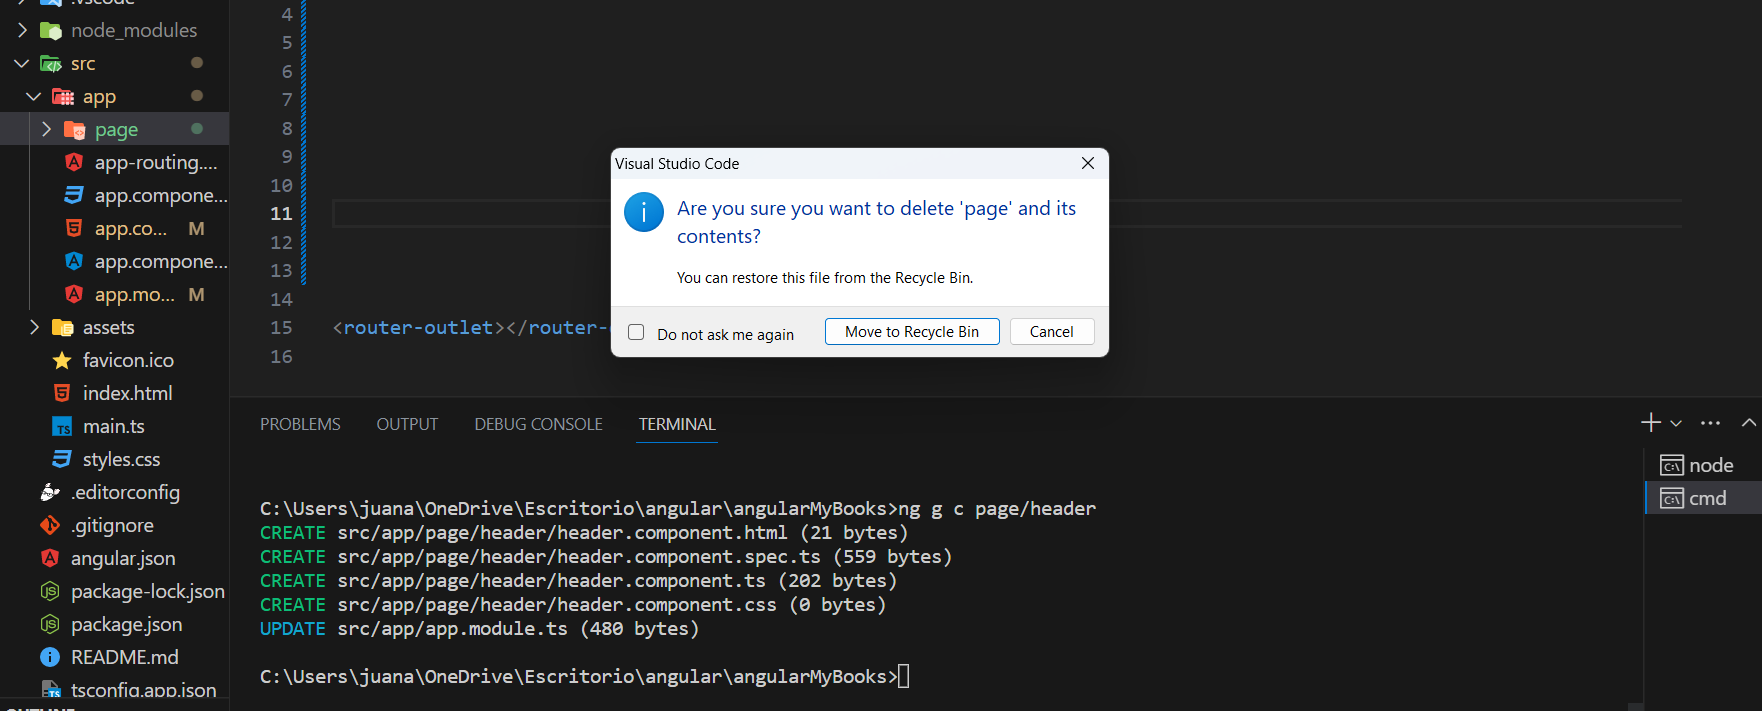 .vscode
node_modules
src
app
page
app-routing....
app.compone...
app.co... M
app.compone...
app.mo... M
assets
favicon.ico
index.html
main.ts
styles.css
.editorconfig
.gitignore
angular.json
package-lock.json
package.json
README.md
tsconfig.app.json
OUTLINE
4
5
6
7
8
9
10
11
12
13
14
15 <router-outlet></router-
16
Visual Studio Code
Are you sure you want to delete 'page' and its
contents?
You can restore this file from the Recycle Bin.
Do not ask me again
Move to Recycle Bin
Cancel
PROBLEMS OUTPUT DEBUG CONSOLE TERMINAL
node
cmd
C:\Users\juana\OneDrive\Escritorio\angular\angularMyBooks>ng g c page/header
CREATE src/app/page/header/header.component.html (21 bytes)
CREATE src/app/page/header/header.component.spec.ts (559 bytes)
CREATE src/app/page/header/header.component.ts (202 bytes)
CREATE src/app/page/header/header.component.css (0 bytes)
UPDATE src/app/app.module.ts (480 bytes)
C:\Users\juana\OneDrive\Escritorio\angular\angularMyBooks>